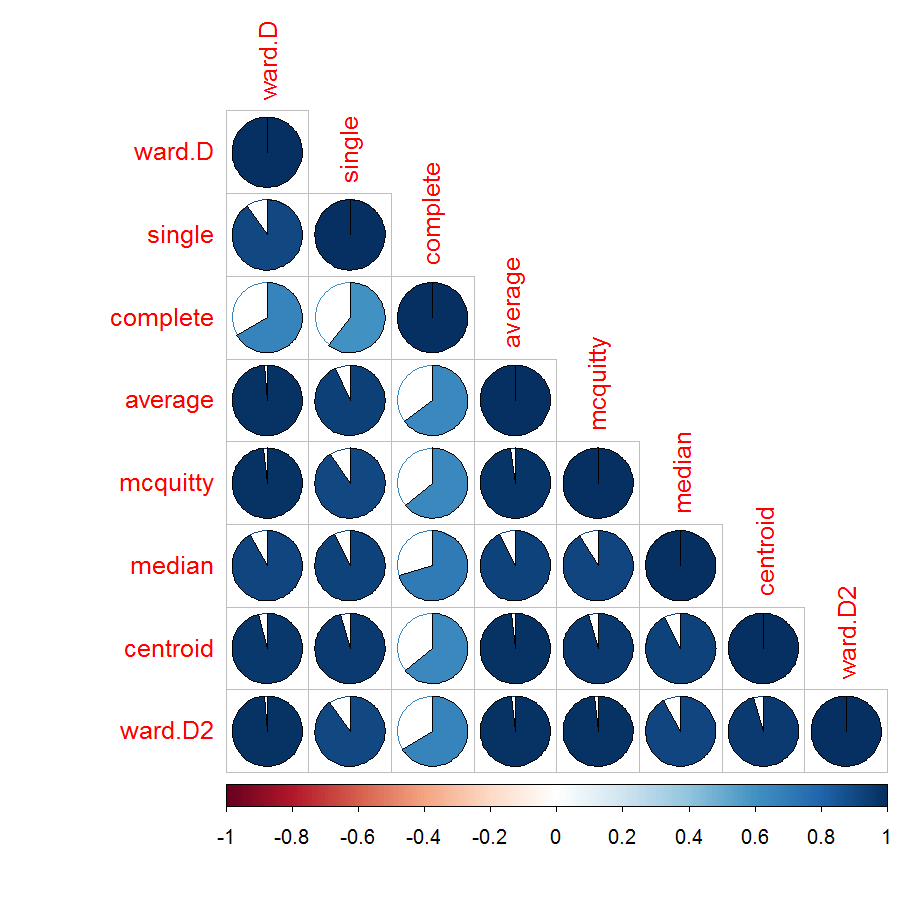 ward.D
single
complete
average
mcquitty
median
centroid
ward.D2
ward.D
single
complete
average
mcquitty
median
centroid
ward.D2
-1 -0.8 -0.6 -0.4 -0.2 0 0.2 0.4 0.6 0.8 1